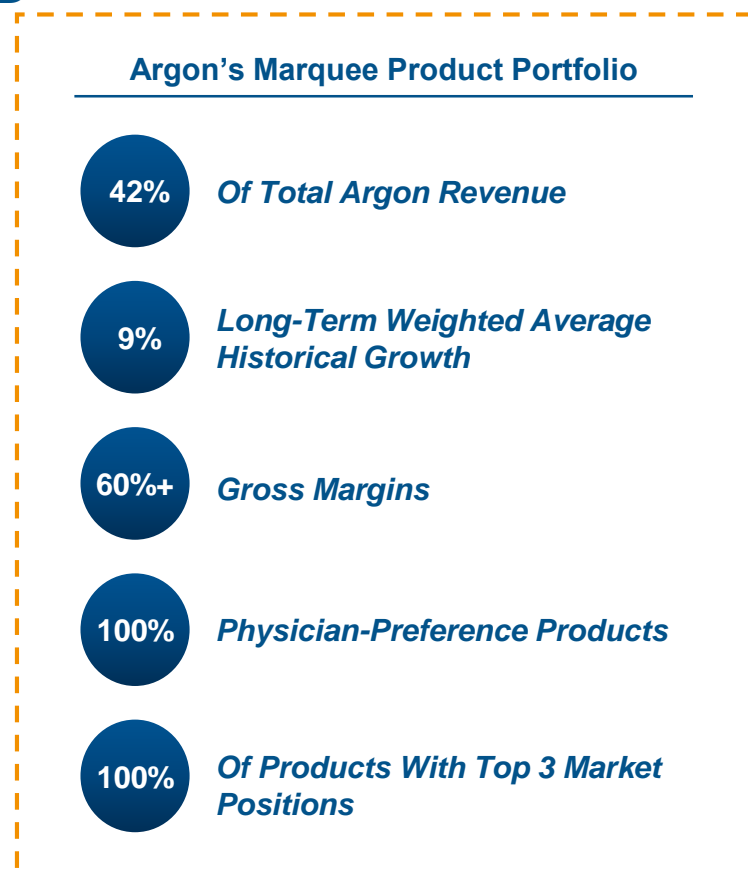 Argon’s Marquee Product Portfolio
42%
Of Total Argon Revenue
9%
Long-Term Weighted Average
Historical Growth
60%+
Gross Margins
100%
Physician-Preference Products
100%
Of Products With Top 3 Market
Positions